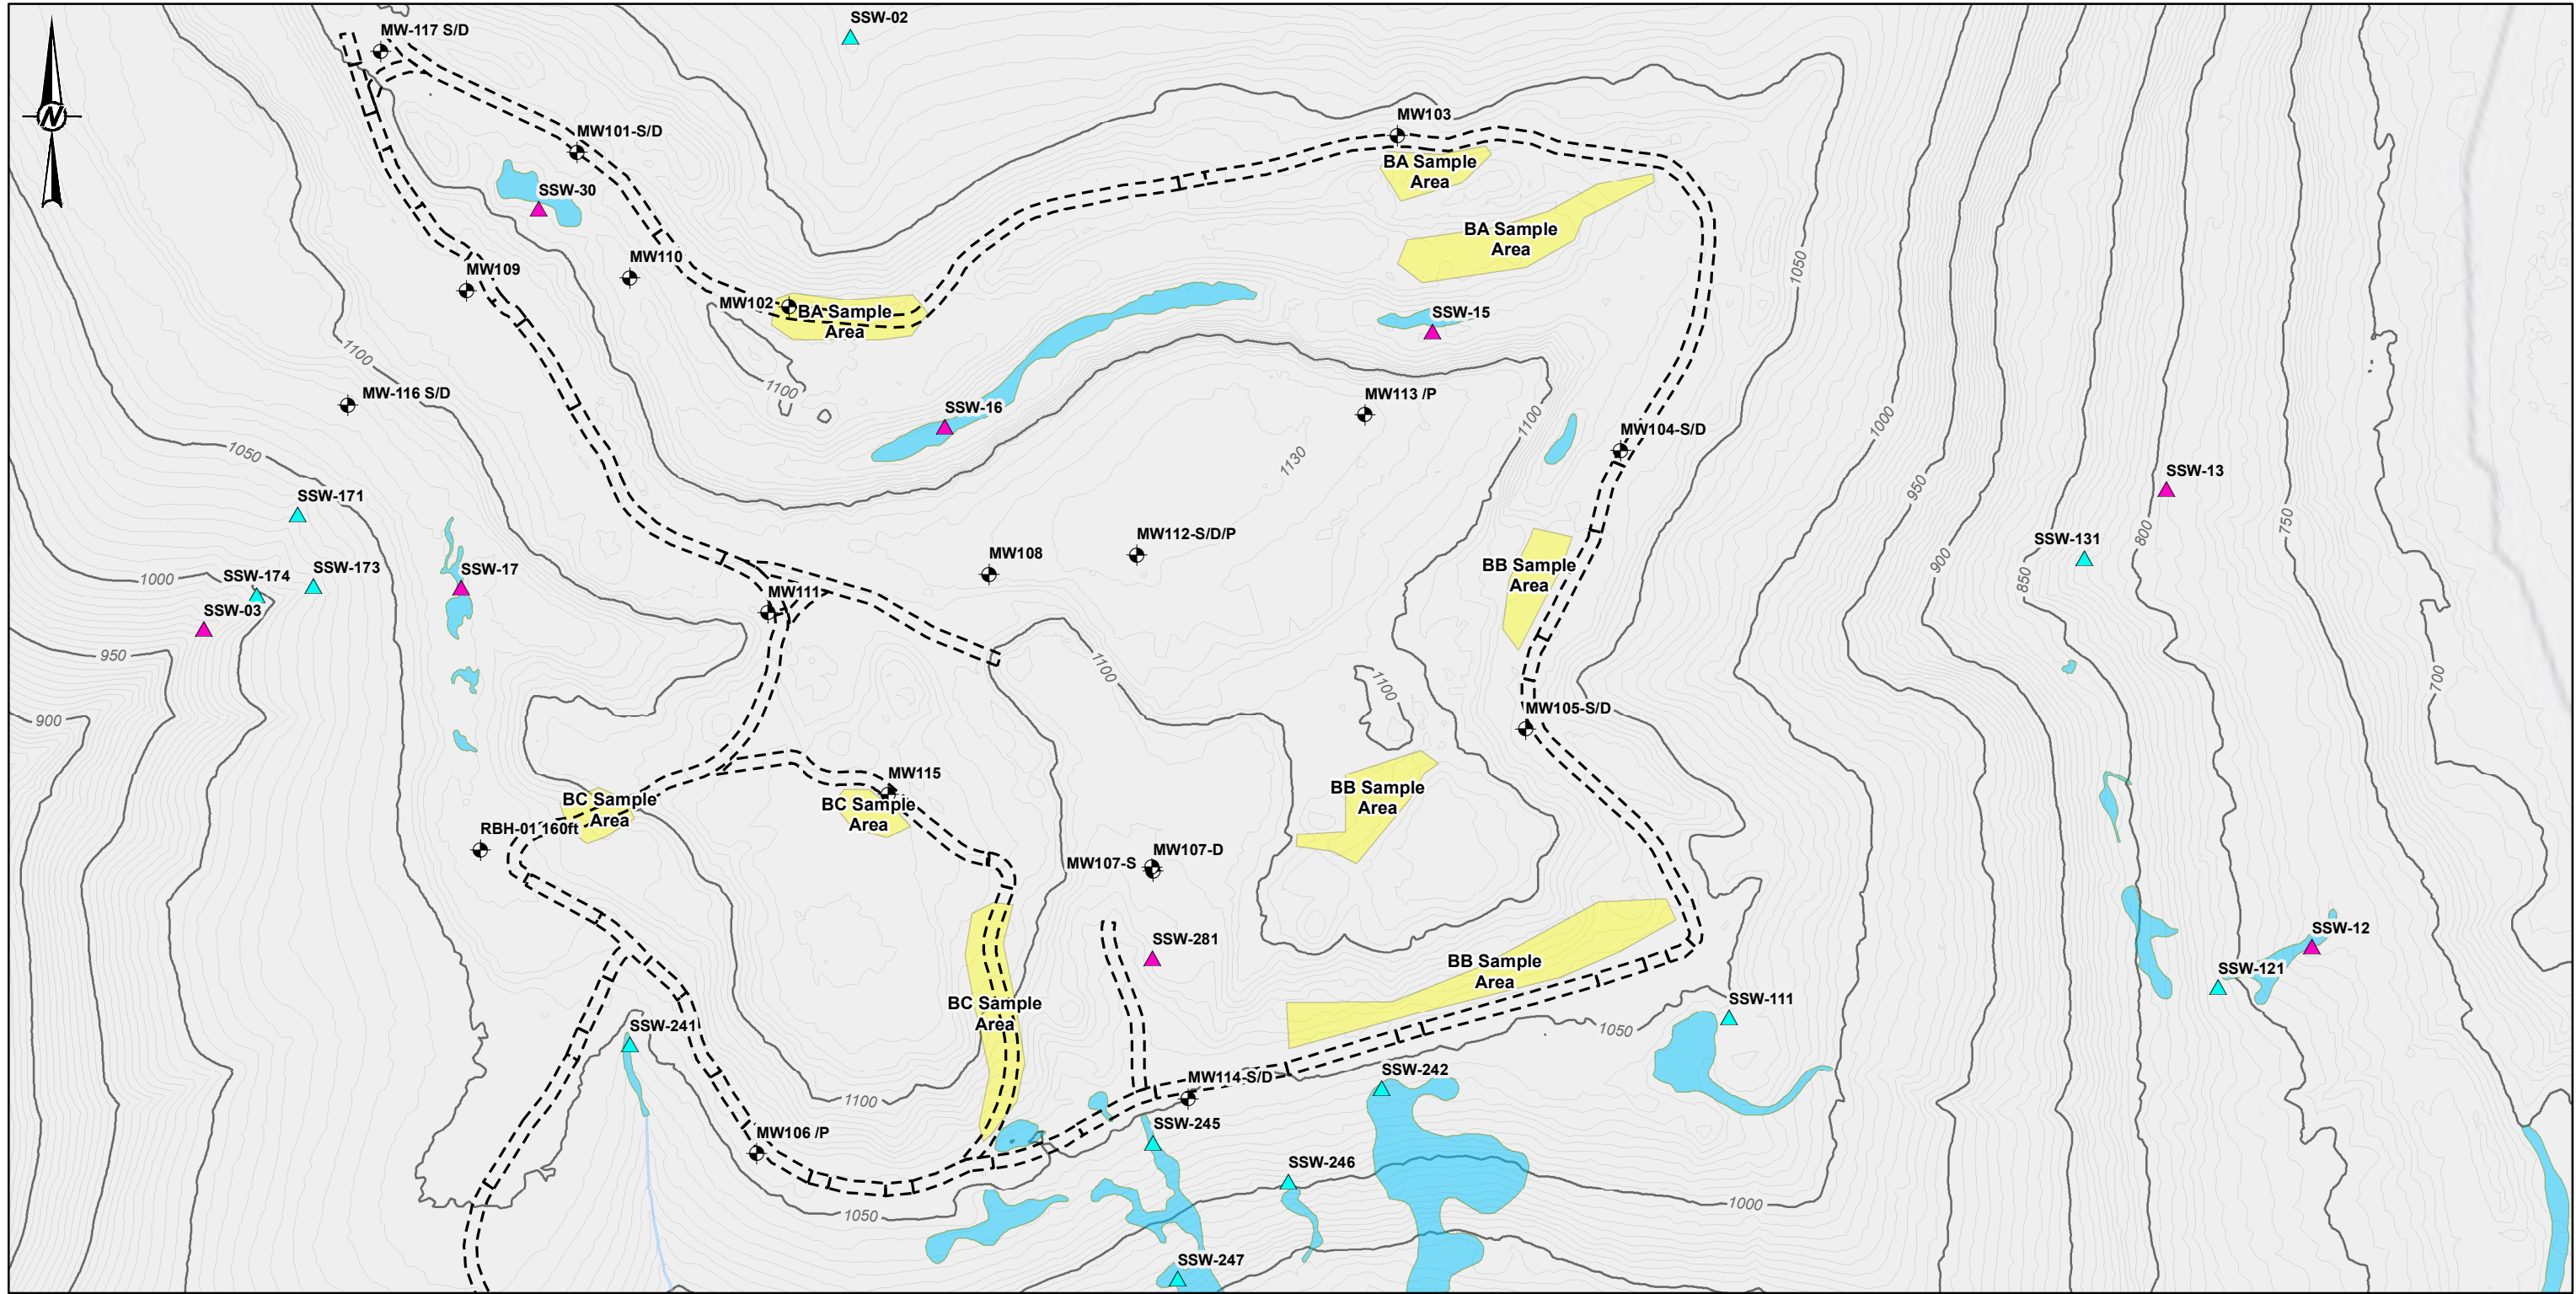 SSW-02
MW-117 S/D
N
MW103
MW101-S/D
BA Sample
Area
SSW-30
BA Sample
Area
MW110
1050
MW109
MW102
BA Sample
Area
SSW-15
1100
1100
MW-116 S/D
MW113 /P
SSW-16
1100
1000
MW104-S/D
1050
1130
SSW-13
950
SSW-171
750
800
MW112-S/D/P
SSW-131
MW108
900
SSW-174
SSW-173
SSW-17
1000
BB Sample
Area
850
MW111
SSW-03
950
1100
700
1100
MW105-S/D
900
MW115
BC Sample
Area
BC Sample
Area
BB Sample
Area
RBH-01 160ft
MW107-S
MW107-D
SSW-281
SSW-12
BB Sample
Area
SSW-121
BC Sample
Area
SSW-111
SSW-241
1050
SSW-242
MW114-S/D
1100
SSW-245
MW106 /P
SSW-246
1000
1050
SSW-247